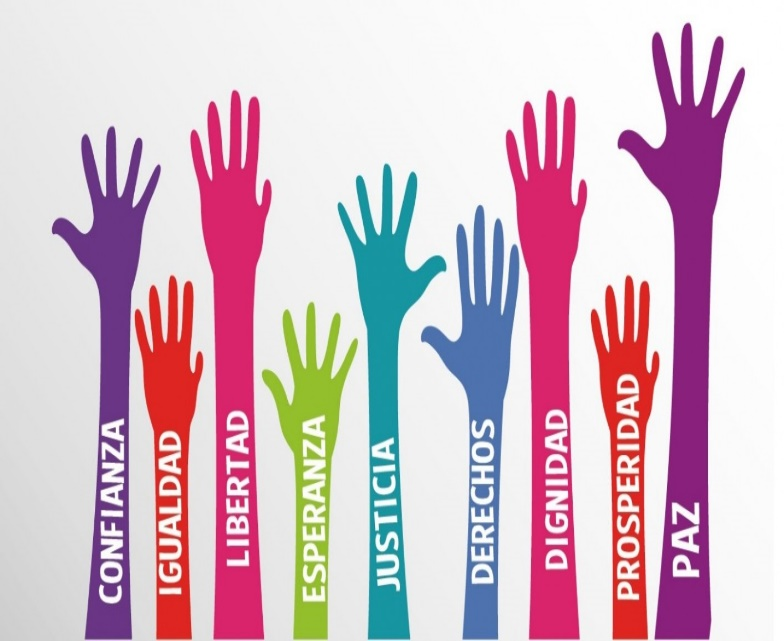 CONFIANZA
IGUALDAD
LIBERTAD
ESPERANZA
JUSTICIA
DERECHOS
DIGNIDAD
PROSPERIDAD
PAZ